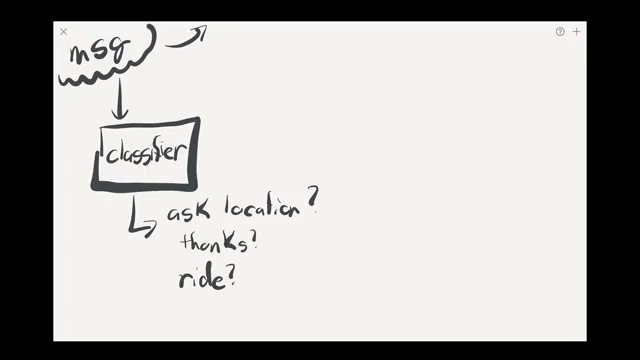 msg
classifier
ask location?
thanks?
ride?